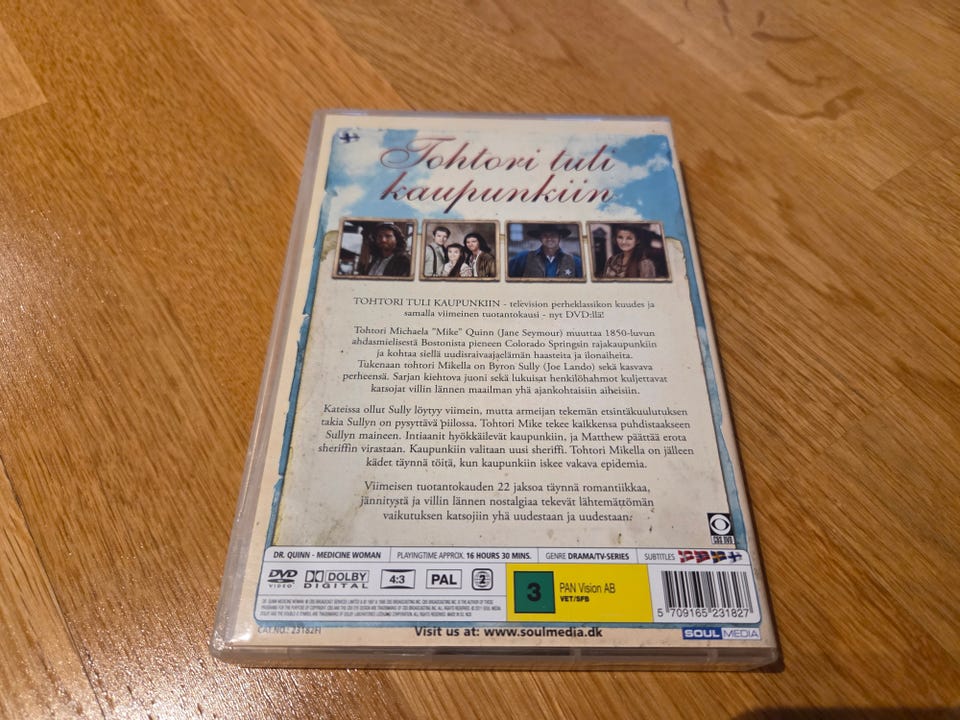 Tohtori tuli
kaupunkiin
TOHTORI TULI KAUPUNKIIN - television perheklassikon kuudes ja
samalla viimeinen tuotantokausi - nyt DVD:llä!
Tohtori Michaela "Mike" Quinn (Jane Seymour) muuttaa 1850-luvun
ahdasmielisestä Bostonista pieneen Colorado Springsin rajakaupunkiin
ja kohtaa siellä uudisraivaajaelämän haasteita ja ilonaiheita.
Tukenaan tohtori Mikella on Byron Sully (Joe Lando) sekä kasvava
perheensä. Sarjan kiehtova juoni sekä lukuisat henkilöhahmot kuljettavat
katsojat villin lännen maailman yhä ajankohtaisiin aiheisiin.
Kateissa ollut Sully löytyy viimein, mutta armeijan tekemän etsintäkuulutuksen
takia Sullyn on pysyttävä piilossa. Tohtori Mike tekee kaikkensa puhdistaakseen
Sullyn maineen. Intiaanit hyökkäilevät kaupunkiin, ja Matthew päättää erota
sheriffin virastaan. Kaupunkiin valitaan uusi sheriffi. Tohtori Mikella on jälleen
kädet täynnä töitä, kun kaupunkiin iskee vakava epidemia.
Viimeisen tuotantokauden 22 jaksoa täynnä romantiikkaa,
jännitystä ja villin lännen nostalgiaa tekevät lähtemättömän
vaikutuksen katsojiin yhä uudestaan ja uudestaan.
CBS DVD
DR. QUINN - MEDICINE WOMAN PLAYINGTIME APPROX. 16 HOURS 30 MINS. GENRE DRAMA/TV-SERIES SUBTITLES
DVD VIDEO DOLBY DIGITAL 4:3 PAL 2
3 PAN Vision AB
VET/SFB
5 709165 231827
CAT.NO.: 23182FI Visit us at: www.soulmedia.dk SOUL MEDIA